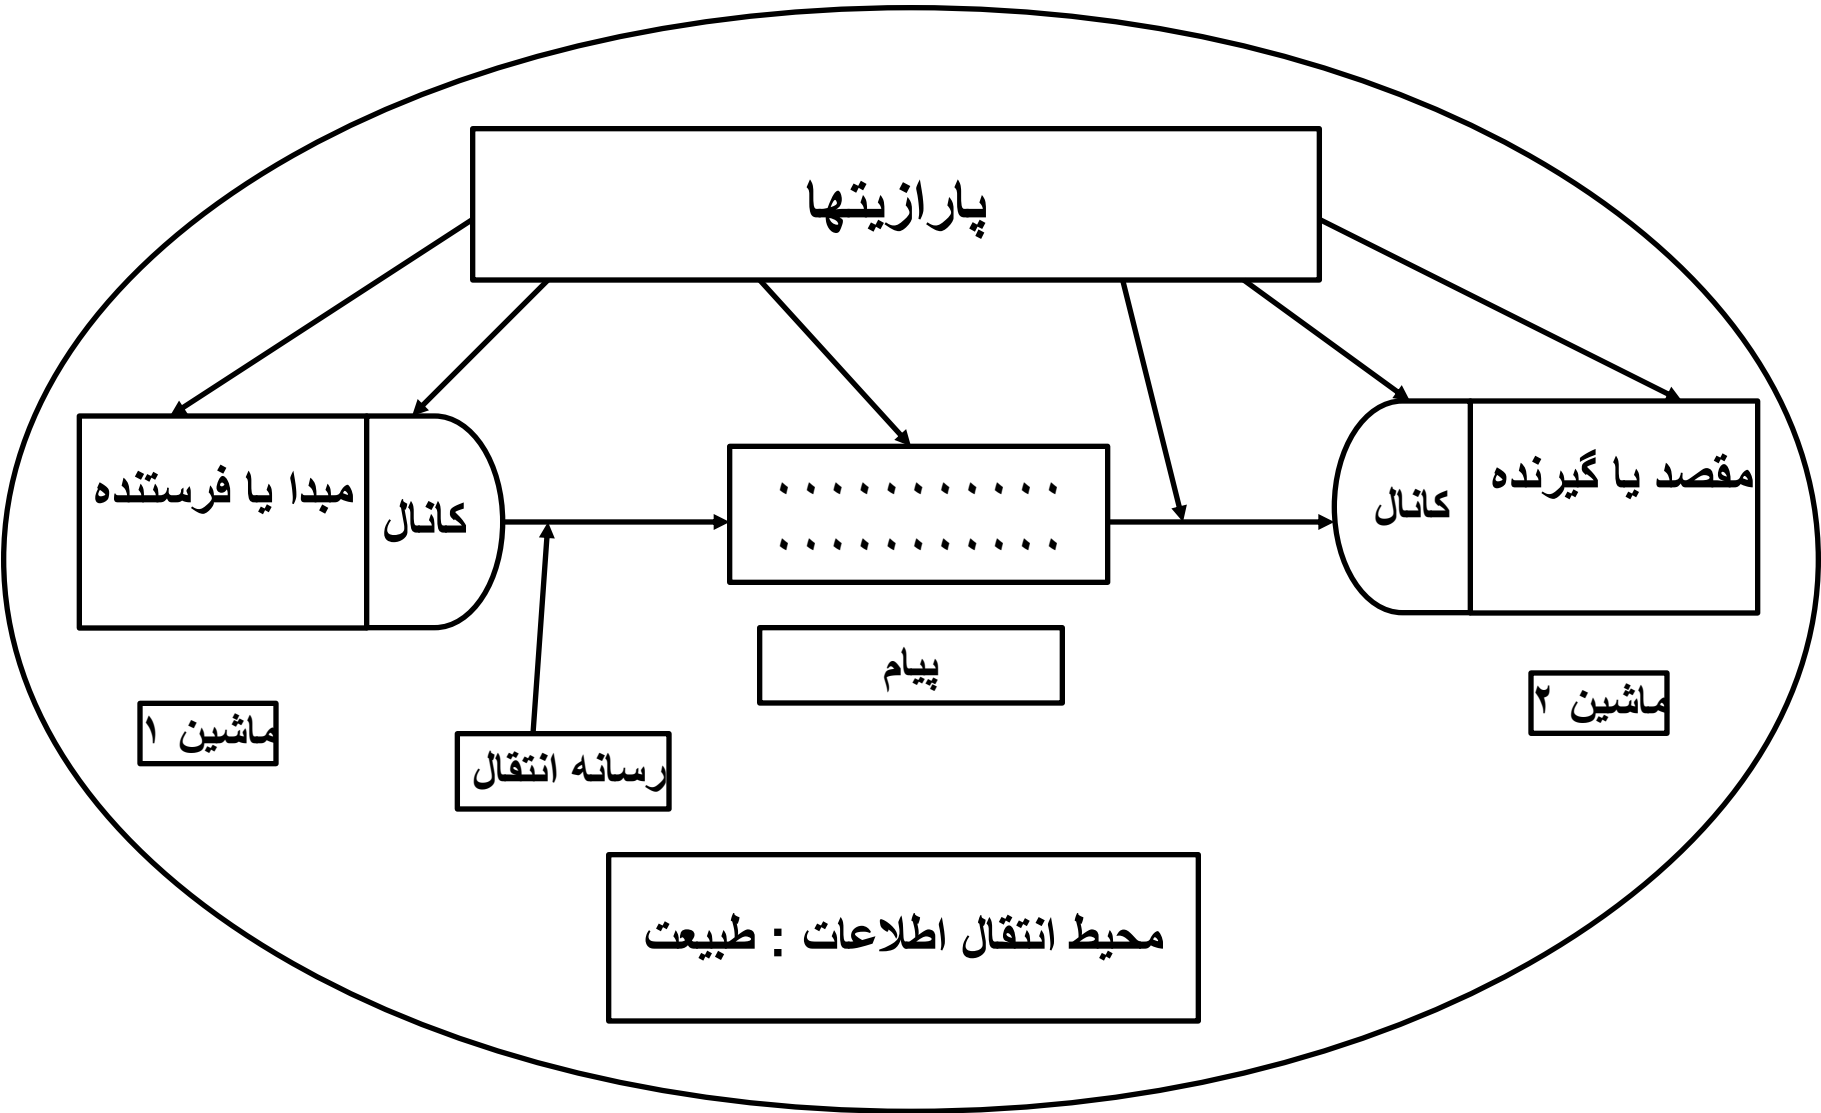 پارازیتها
مبدا یا فرستنده
کانال
. . . . . . . . . . .
. . . . . . . . . . .
کانال
مقصد یا گیرنده
پیام
ماشین ۱
رسانه انتقال
ماشین ۲
محیط انتقال اطلاعات : طبیعت